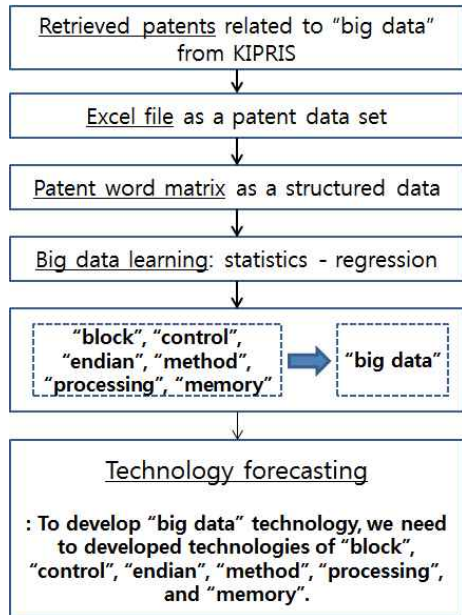 Retrieved patents related to “big data”
from KIPRIS
Excel file as a patent data set
Patent word matrix as a structured data
Big data learning: statistics - regression
“block”, “control”,
“endian”, “method”,
“processing”, “memory”
“big data”
Technology forecasting
: To develop “big data” technology, we need
to developed technologies of “block”,
“control”, “endian”, “method”, “processing”,
and “memory”.